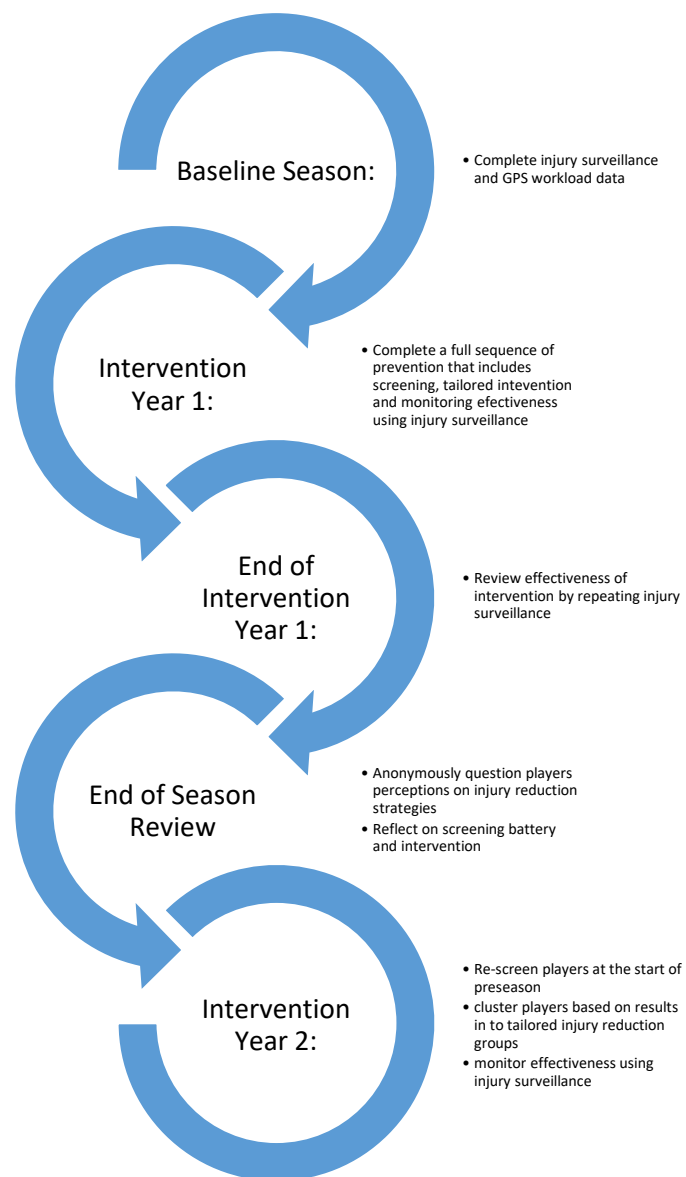 Baseline Season:
• Complete injury surveillance
and GPS workload data
Intervention
Year 1:
• Complete a full sequence of
prevention that includes
screening, tailored intevention
and monitoring efectiveness
using injury surveillance
End of
Intervention
Year 1:
• Review effectiveness of
intervention by repeating injury
surveillance
End of Season
Review
• Anonymously question players
perceptions on injury reduction
strategies
• Reflect on screening battery
and intervention
Intervention
Year 2:
• Re-screen players at the start of
preseason
• cluster players based on results
in to tailored injury reduction
groups
• monitor effectiveness using
injury surveillance